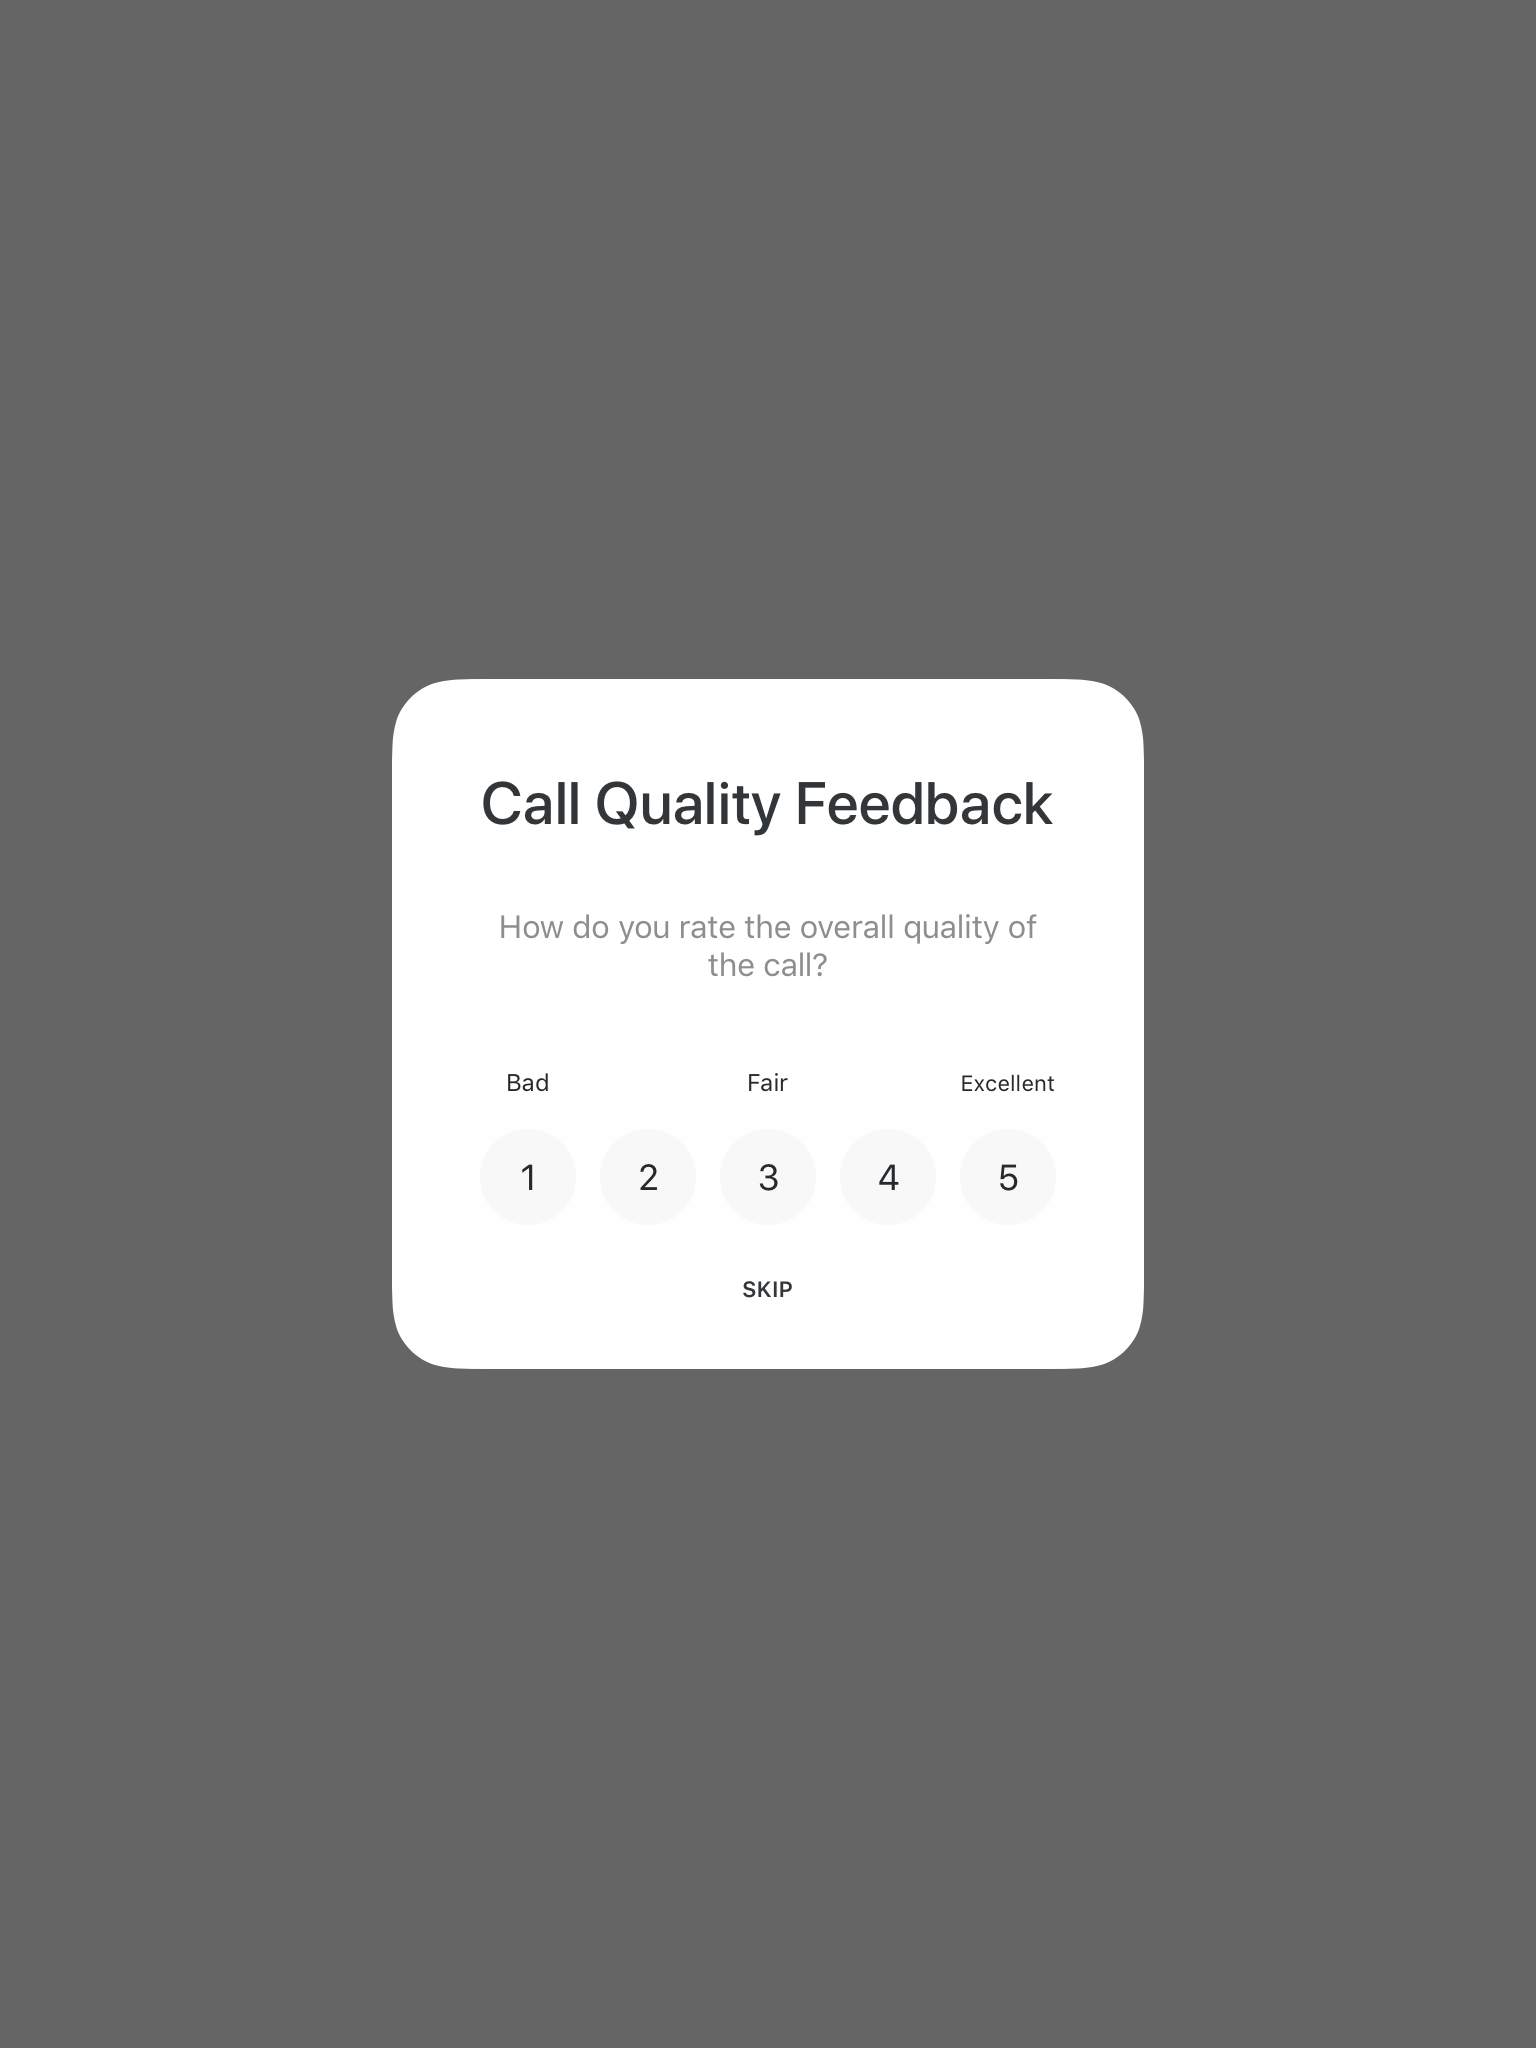 Call Quality Feedback
How do you rate the overall quality of
the call?
Bad Fair Excellent
1 2 3 4 5
SKIP